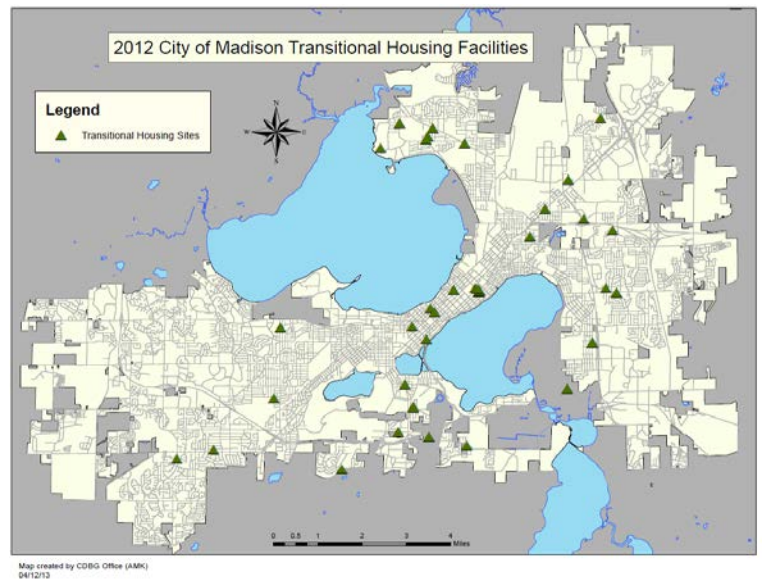 2012 City of Madison Transitional Housing Facilities
Legend
Transitional Housing Sites
N
W E
S
0 0.5 1 2 3 4
Miles
Map created by CDBG Office (AMK)
04/12/13